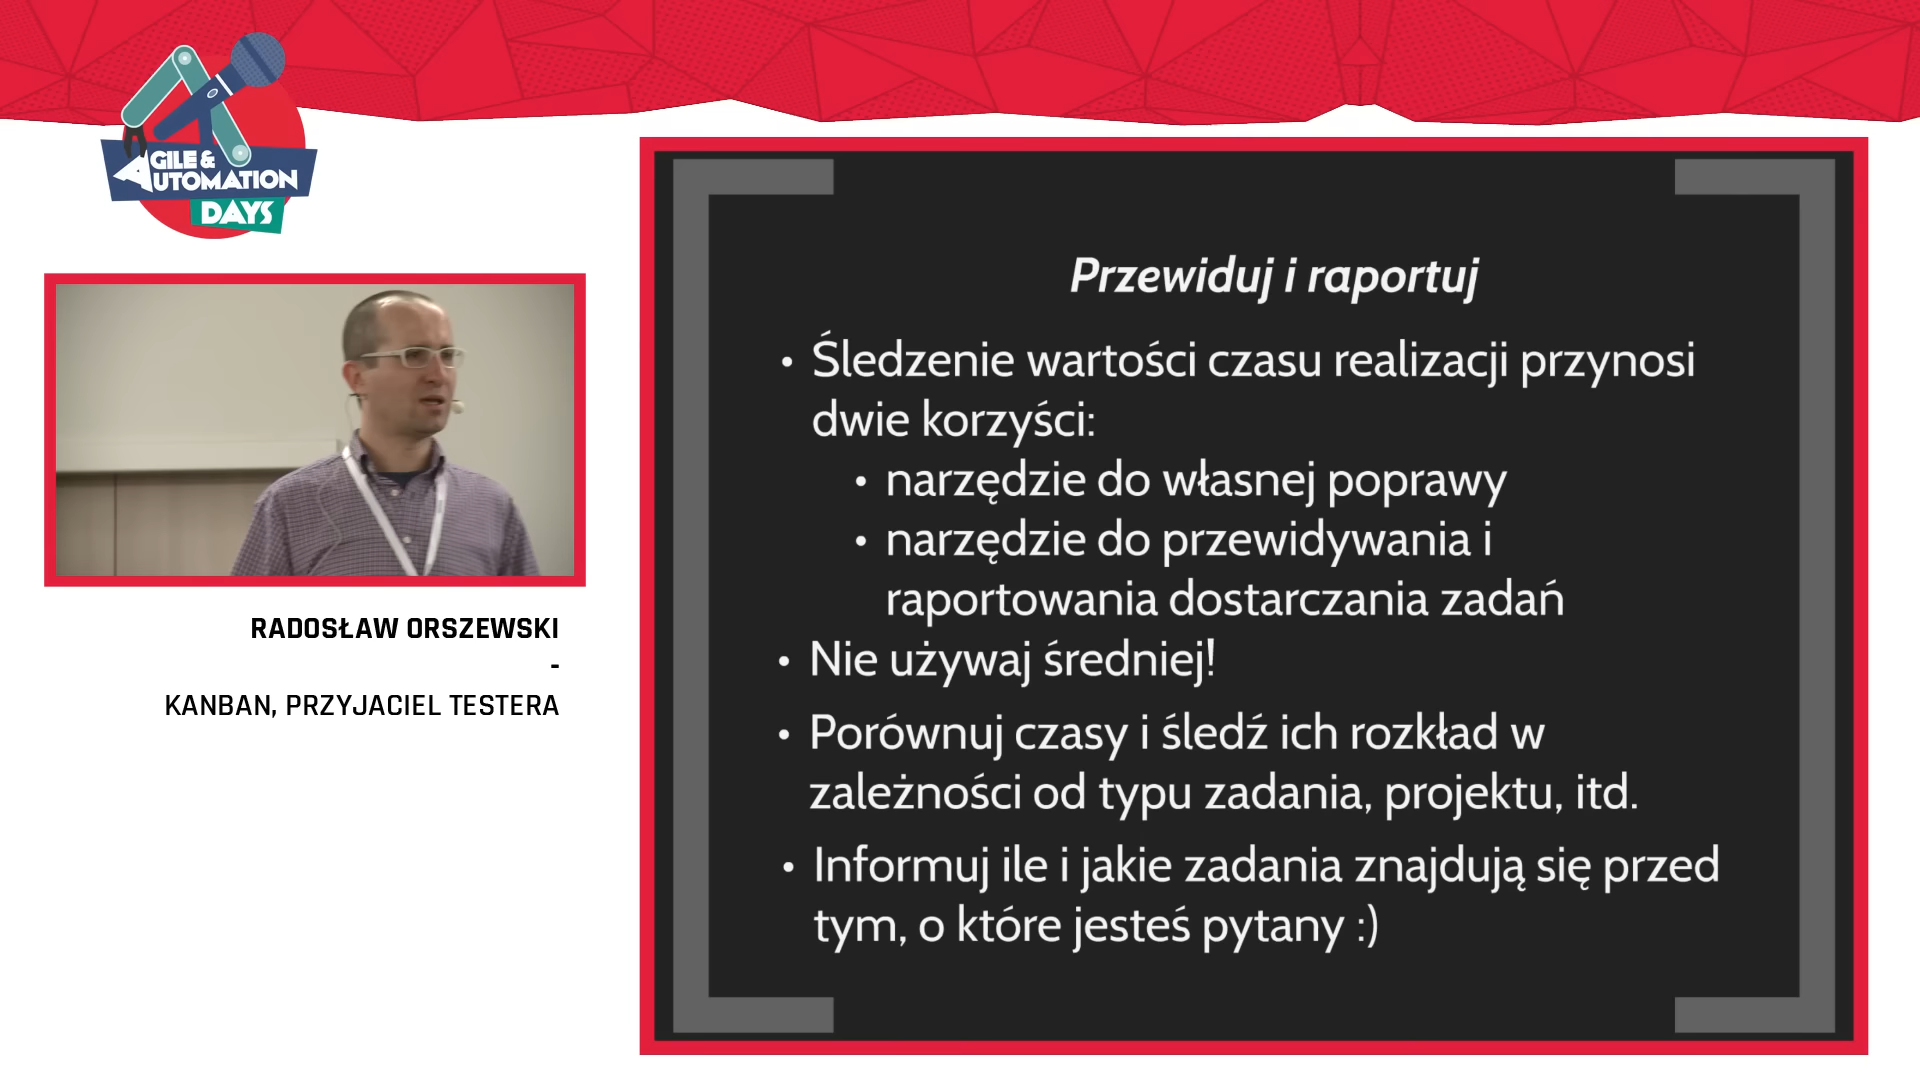 AGILE &
AUTOMATION
DAYS
RADOSŁAW ORSZEWSKI
-
KANBAN, PRZYJACIEL TESTERA
Przewiduj i raportuj
• Śledzenie wartości czasu realizacji przynosi
dwie korzyści:
• narzędzie do własnej poprawy
• narzędzie do przewidywania i
raportowania dostarczania zadań
• Nie używaj średniej!
• Porównuj czasy i śledź ich rozkład w
zależności od typu zadania, projektu, itd.
• Informuj ile i jakie zadania znajdują się przed
tym, o które jesteś pytany :)